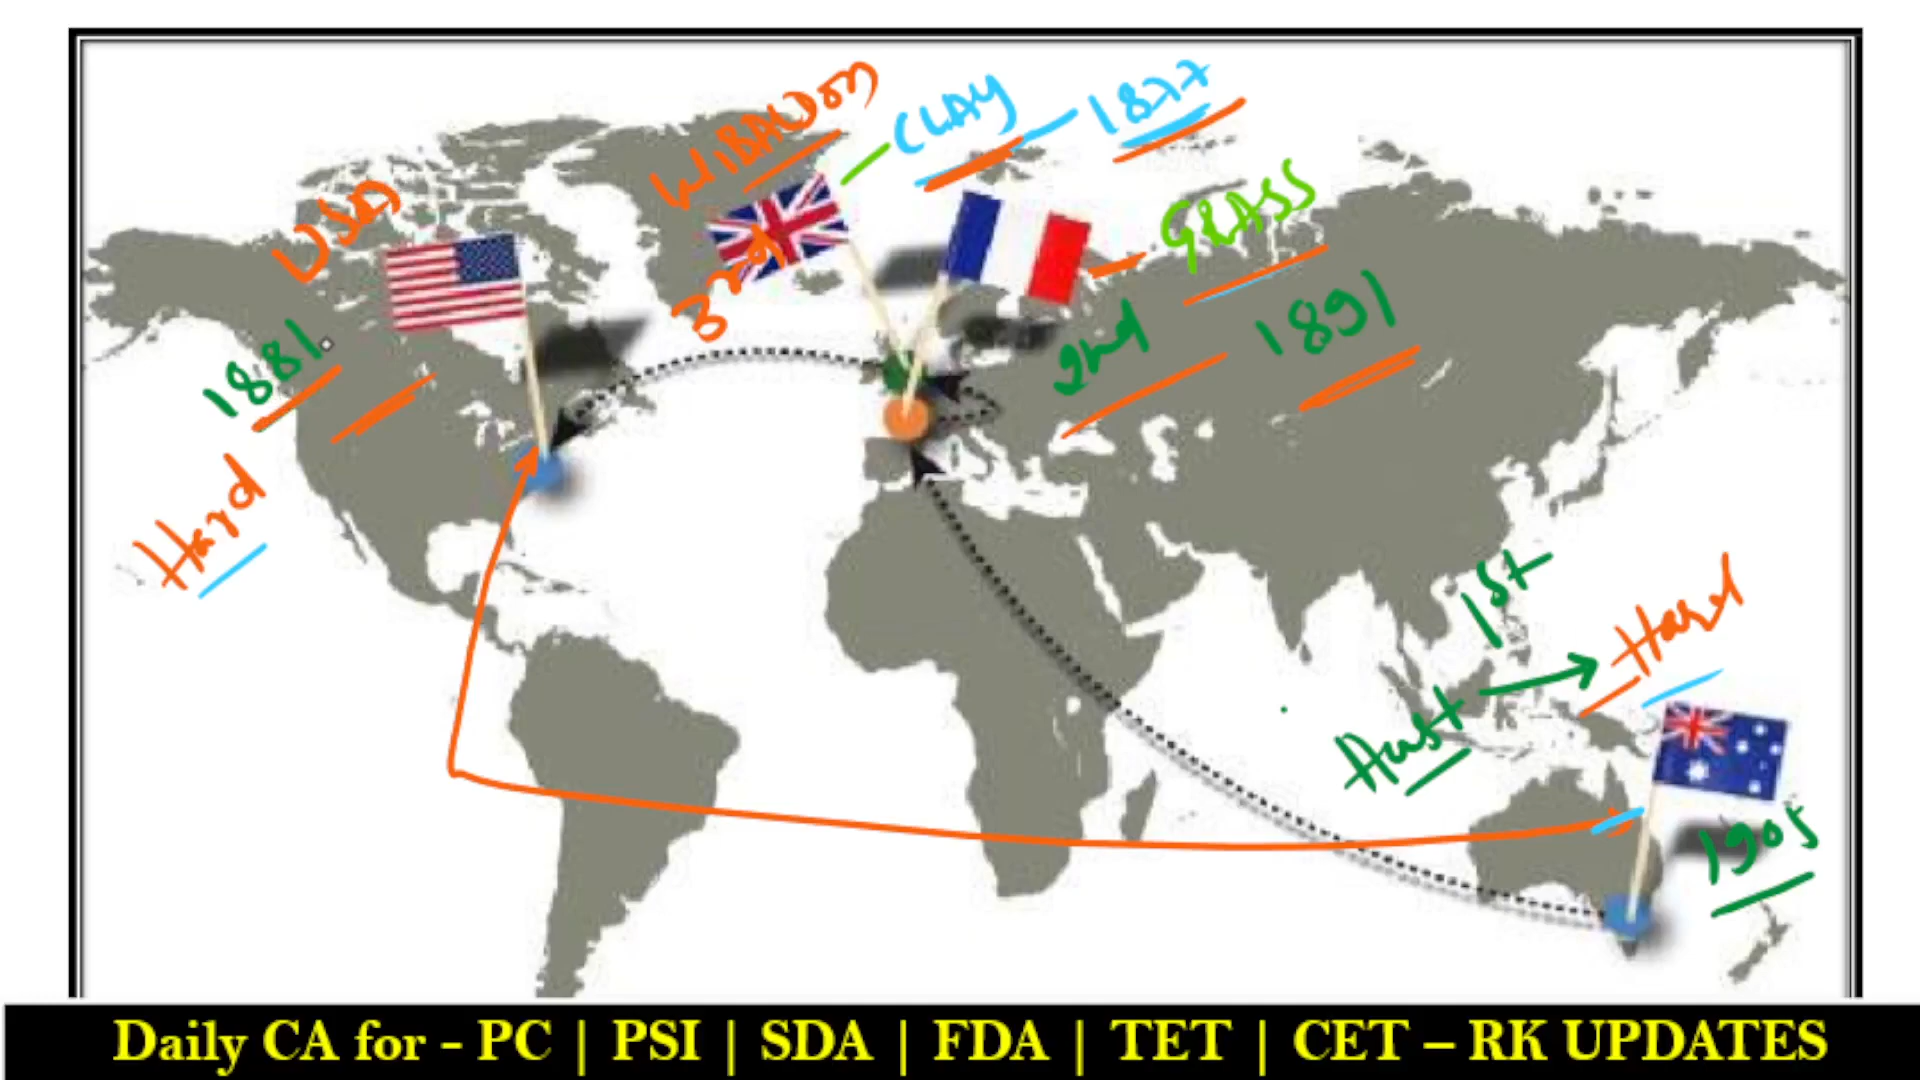 WIBALDON
CLAY
1877
USA
3rd
GRASS
2nd
1891
1881
Hard
1st
Hard
Aust
1905
Daily CA for - PC | PSI | SDA | FDA | TET | CET – RK UPDATES